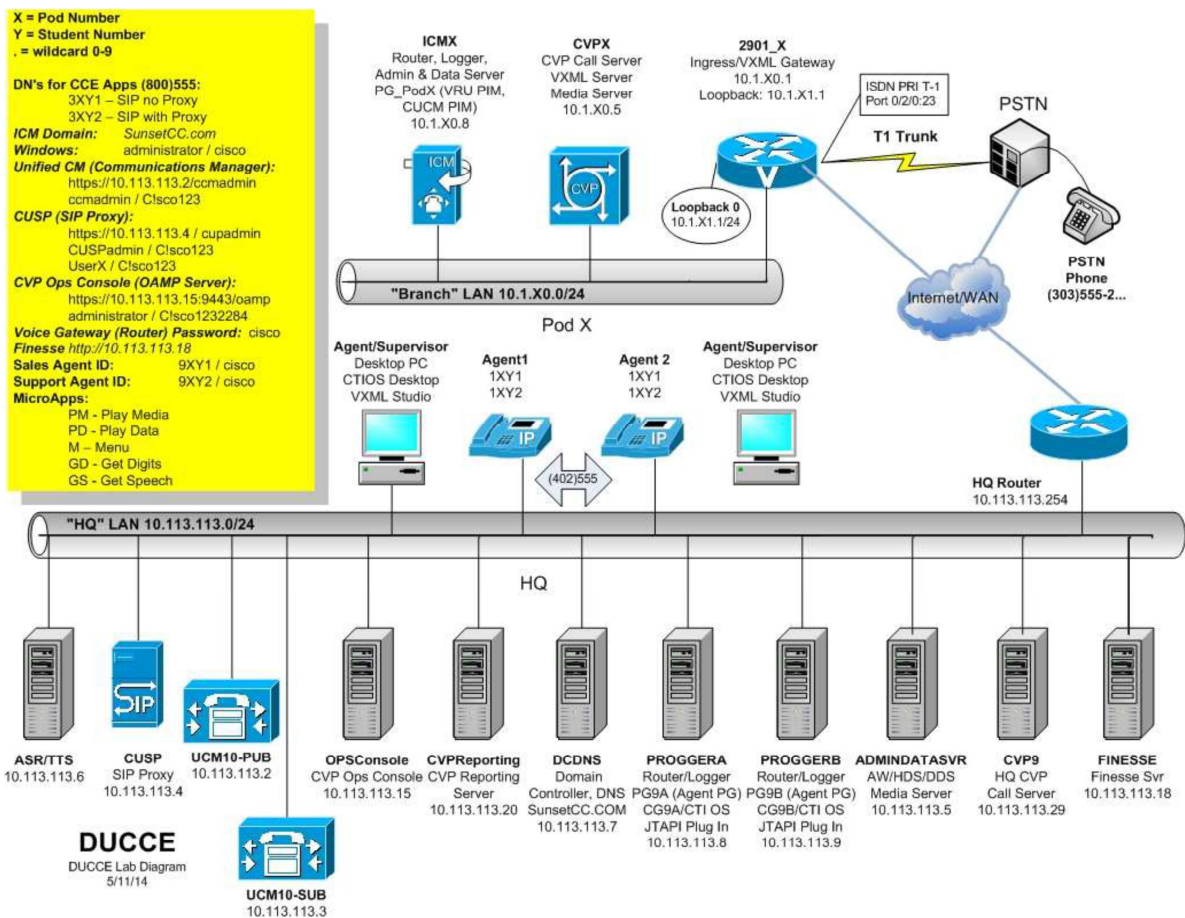 X = Pod Number
Y = Student Number
. = wildcard 0-9
DN's for CCE Apps (800)555:
3XY1 – SIP no Proxy
3XY2 – SIP with Proxy
ICM Domain: SunsetCC.com
Windows: administrator / cisco
Unified CM (Communications Manager):
https://10.113.113.2/ccmadmin
ccmadmin / C!sco123
CUSP (SIP Proxy):
https://10.113.113.4 / cupadmin
CUSPadmin / C!sco123
UserX / C!sco123
CVP Ops Console (OAMP Server):
https://10.113.113.15:9443/oamp
administrator / C!sco1232284
Voice Gateway (Router) Password: cisco
Finesse http://10.113.113.18
Sales Agent ID: 9XY1 / cisco
Support Agent ID: 9XY2 / cisco
MicroApps:
PM - Play Media
PD - Play Data
M – Menu
GD - Get Digits
GS - Get Speech
ICMX
Router, Logger,
Admin & Data Server
PG_PodX (VRU PIM,
CUCM PIM)
10.1.X0.8
ICM
CVPX
CVP Call Server
VXML Server
Media Server
10.1.X0.5
CVP
2901_X
Ingress/VXML Gateway
10.1.X0.1
Loopback: 10.1.X1.1
V
Loopback 0
10.1.X1.1/24
ISDN PRI T-1
Port 0/2/0:23
T1 Trunk
PSTN
PSTN
Phone
(303)555-2...
Internet/WAN
"Branch" LAN 10.1.X0.0/24
Pod X
Agent/Supervisor
Desktop PC
CTIOS Desktop
VXML Studio
Agent1
1XY1
1XY2
IP
(402)555
Agent 2
1XY1
1XY2
IP
Agent/Supervisor
Desktop PC
CTIOS Desktop
VXML Studio
HQ Router
10.113.113.254
"HQ" LAN 10.113.113.0/24
HQ
ASR/TTS
10.113.113.6
SIP
CUSP
SIP Proxy
10.113.113.4
UCM10-PUB
10.113.113.2
UCM10-SUB
10.113.113.3
OPSConsole
CVP Ops Console
10.113.113.15
CVPReporting
CVP Reporting
Server
10.113.113.20
DCDNS
Domain
Controller, DNS
SunsetCC.COM
10.113.113.7
PROGGERA
Router/Logger
PG9A (Agent PG)
CG9A/CTI OS
JTAPI Plug In
10.113.113.8
PROGGERB
Router/Logger
PG9B (Agent PG)
CG9B/CTI OS
JTAPI Plug In
10.113.113.9
ADMINDATASVR
AW/HDS/DDS
Media Server
10.113.113.5
CVP9
HQ CVP
Call Server
10.113.113.29
FINESSE
Finesse Svr
10.113.113.18
DUCCE
DUCCE Lab Diagram
5/11/14